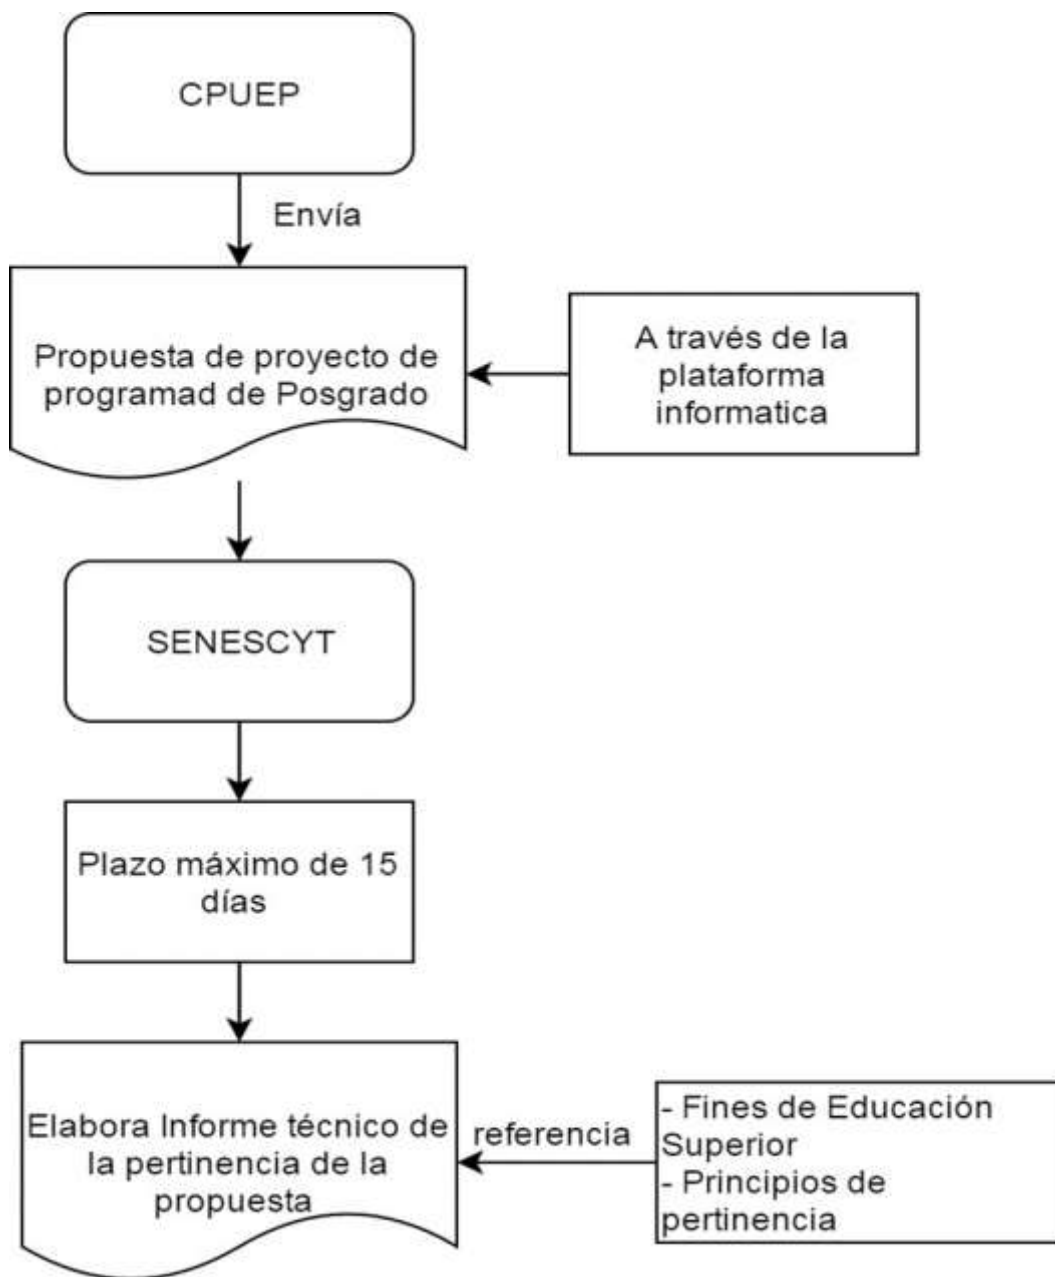 CPUEP
Envía
Propuesta de proyecto de
programad de Posgrado
A través de la
plataforma
informatica
SENESCYT
Plazo máximo de 15
días
Elabora Informe técnico de
la pertinencia de la
propuesta
referencia
- Fines de Educación
Superior
- Principios de
pertinencia